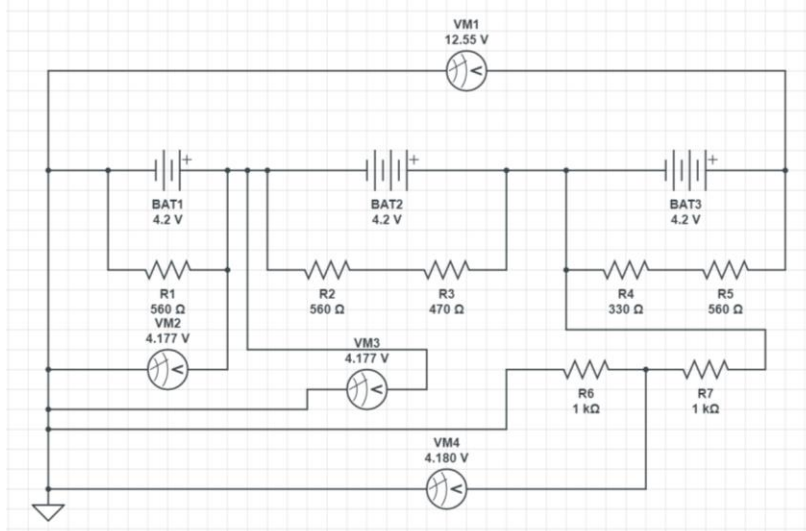 VM1
12.55 V
BAT1
4.2 V
BAT2
4.2 V
BAT3
4.2 V
R1
560 Ω
R2
560 Ω
R3
470 Ω
R4
330 Ω
R5
560 Ω
VM2
4.177 V
VM3
4.177 V
R6
1 kΩ
R7
1 kΩ
VM4
4.180 V